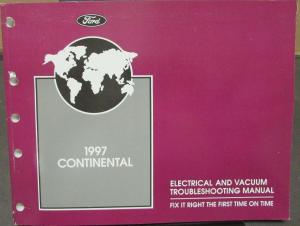 Ford
1997
CONTINENTAL
ELECTRICAL AND VACUUM
TROUBLESHOOTING MANUAL
FIX IT RIGHT THE FIRST TIME ON TIME